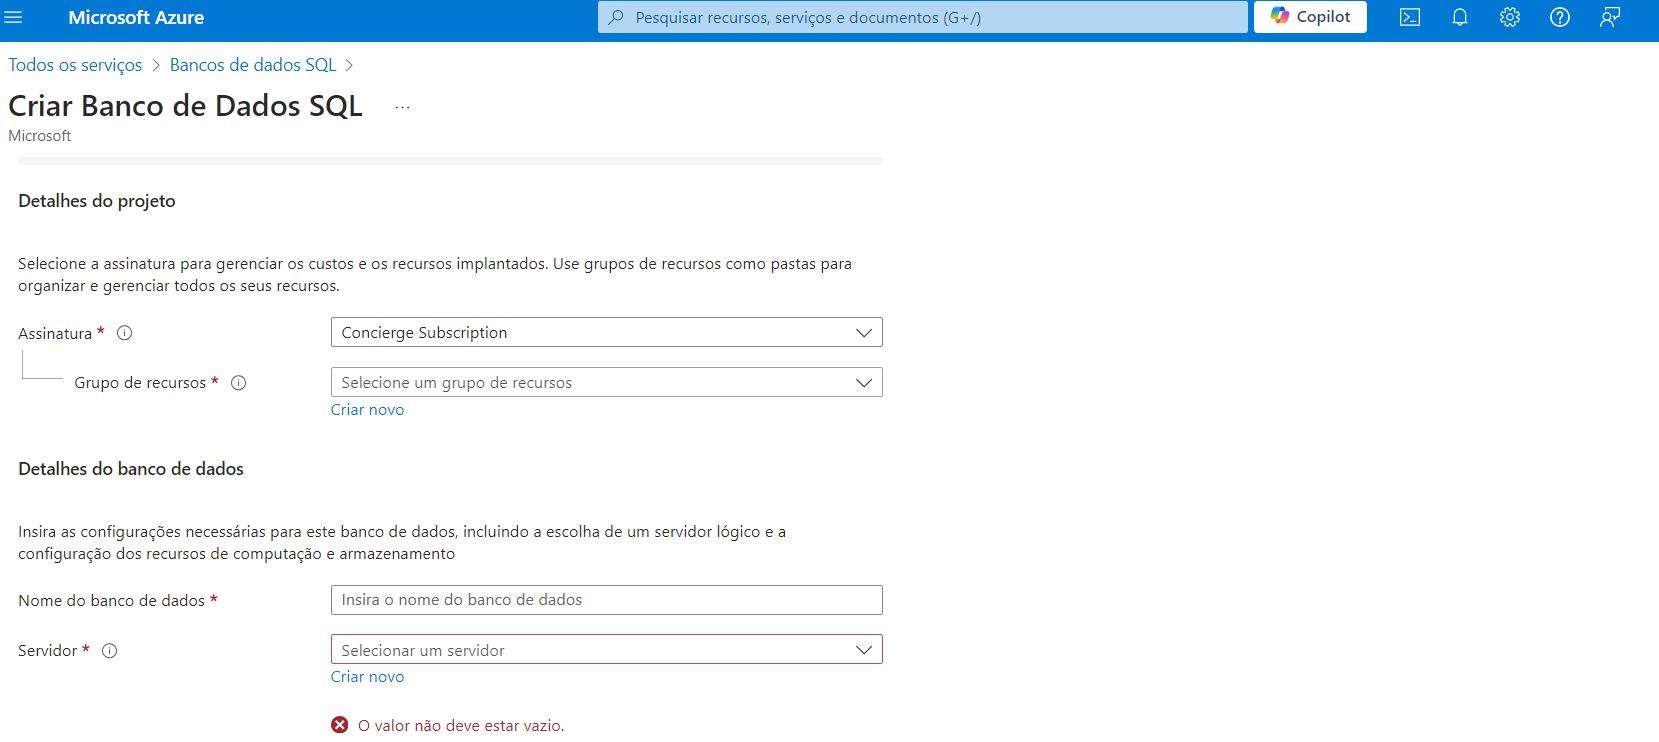 Microsoft Azure
Pesquisar recursos, serviços e documentos (G+/)
Copilot
Todos os serviços > Bancos de dados SQL >
Criar Banco de Dados SQL ...
Microsoft
Detalhes do projeto
Selecione a assinatura para gerenciar os custos e os recursos implantados. Use grupos de recursos como pastas para
organizar e gerenciar todos os seus recursos.
Assinatura *
Concierge Subscription
Grupo de recursos *
Selecione um grupo de recursos
Criar novo
Detalhes do banco de dados
Insira as configurações necessárias para este banco de dados, incluindo a escolha de um servidor lógico e a
configuração dos recursos de computação e armazenamento
Nome do banco de dados *
Insira o nome do banco de dados
Servidor *
Selecionar um servidor
Criar novo
O valor não deve estar vazio.